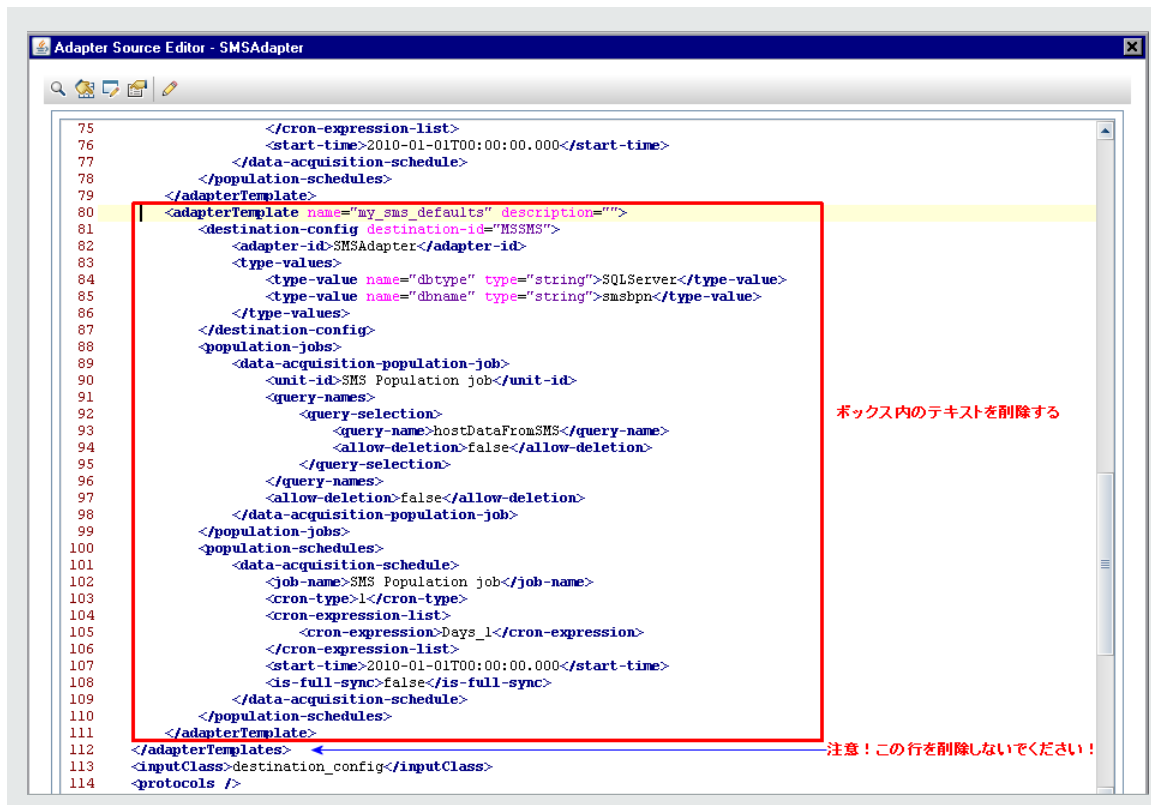 Adapter Source Editor - SMSAdapter
75 </cron-expression-list>
76 <start-time>2010-01-01T00:00:00.000</start-time>
77 </data-acquisition-schedule>
78 </population-schedules>
79 </adapterTemplate>
80 <adapterTemplate name="my_sms_defaults" description="">
81 <destination-config destination-id="MSSMS">
82 <adapter-id>SMSAdapter</adapter-id>
83 <type-values>
84 <type-value name="dbtype" type="string">SQLServer</type-value>
85 <type-value name="dbname" type="string">smsbpn</type-value>
86 </type-values>
87 </destination-config>
88 <population-jobs>
89 <data-acquisition-population-job>
90 <unit-id>SMS Population job</unit-id>
91 <query-names>
92 <query-selection> ボックス内のテキストを削除する
93 <query-name>hostDataFromSMS</query-name>
94 <allow-deletion>false</allow-deletion>
95 </query-selection>
96 </query-names>
97 <allow-deletion>false</allow-deletion>
98 </data-acquisition-population-job>
99 </population-jobs>
100 <population-schedules>
101 <data-acquisition-schedule>
102 <job-name>SMS Population job</job-name>
103 <cron-type>1</cron-type>
104 <cron-expression-list>
105 <cron-expression>Days_1</cron-expression>
106 </cron-expression-list>
107 <start-time>2010-01-01T00:00:00.000</start-time>
108 <is-full-sync>false</is-full-sync>
109 </data-acquisition-schedule>
110 </population-schedules>
111 </adapterTemplate>
112 </adapterTemplates> 注意！この行を削除しないでください！
113 <inputClass>destination_config</inputClass>
114 <protocols />